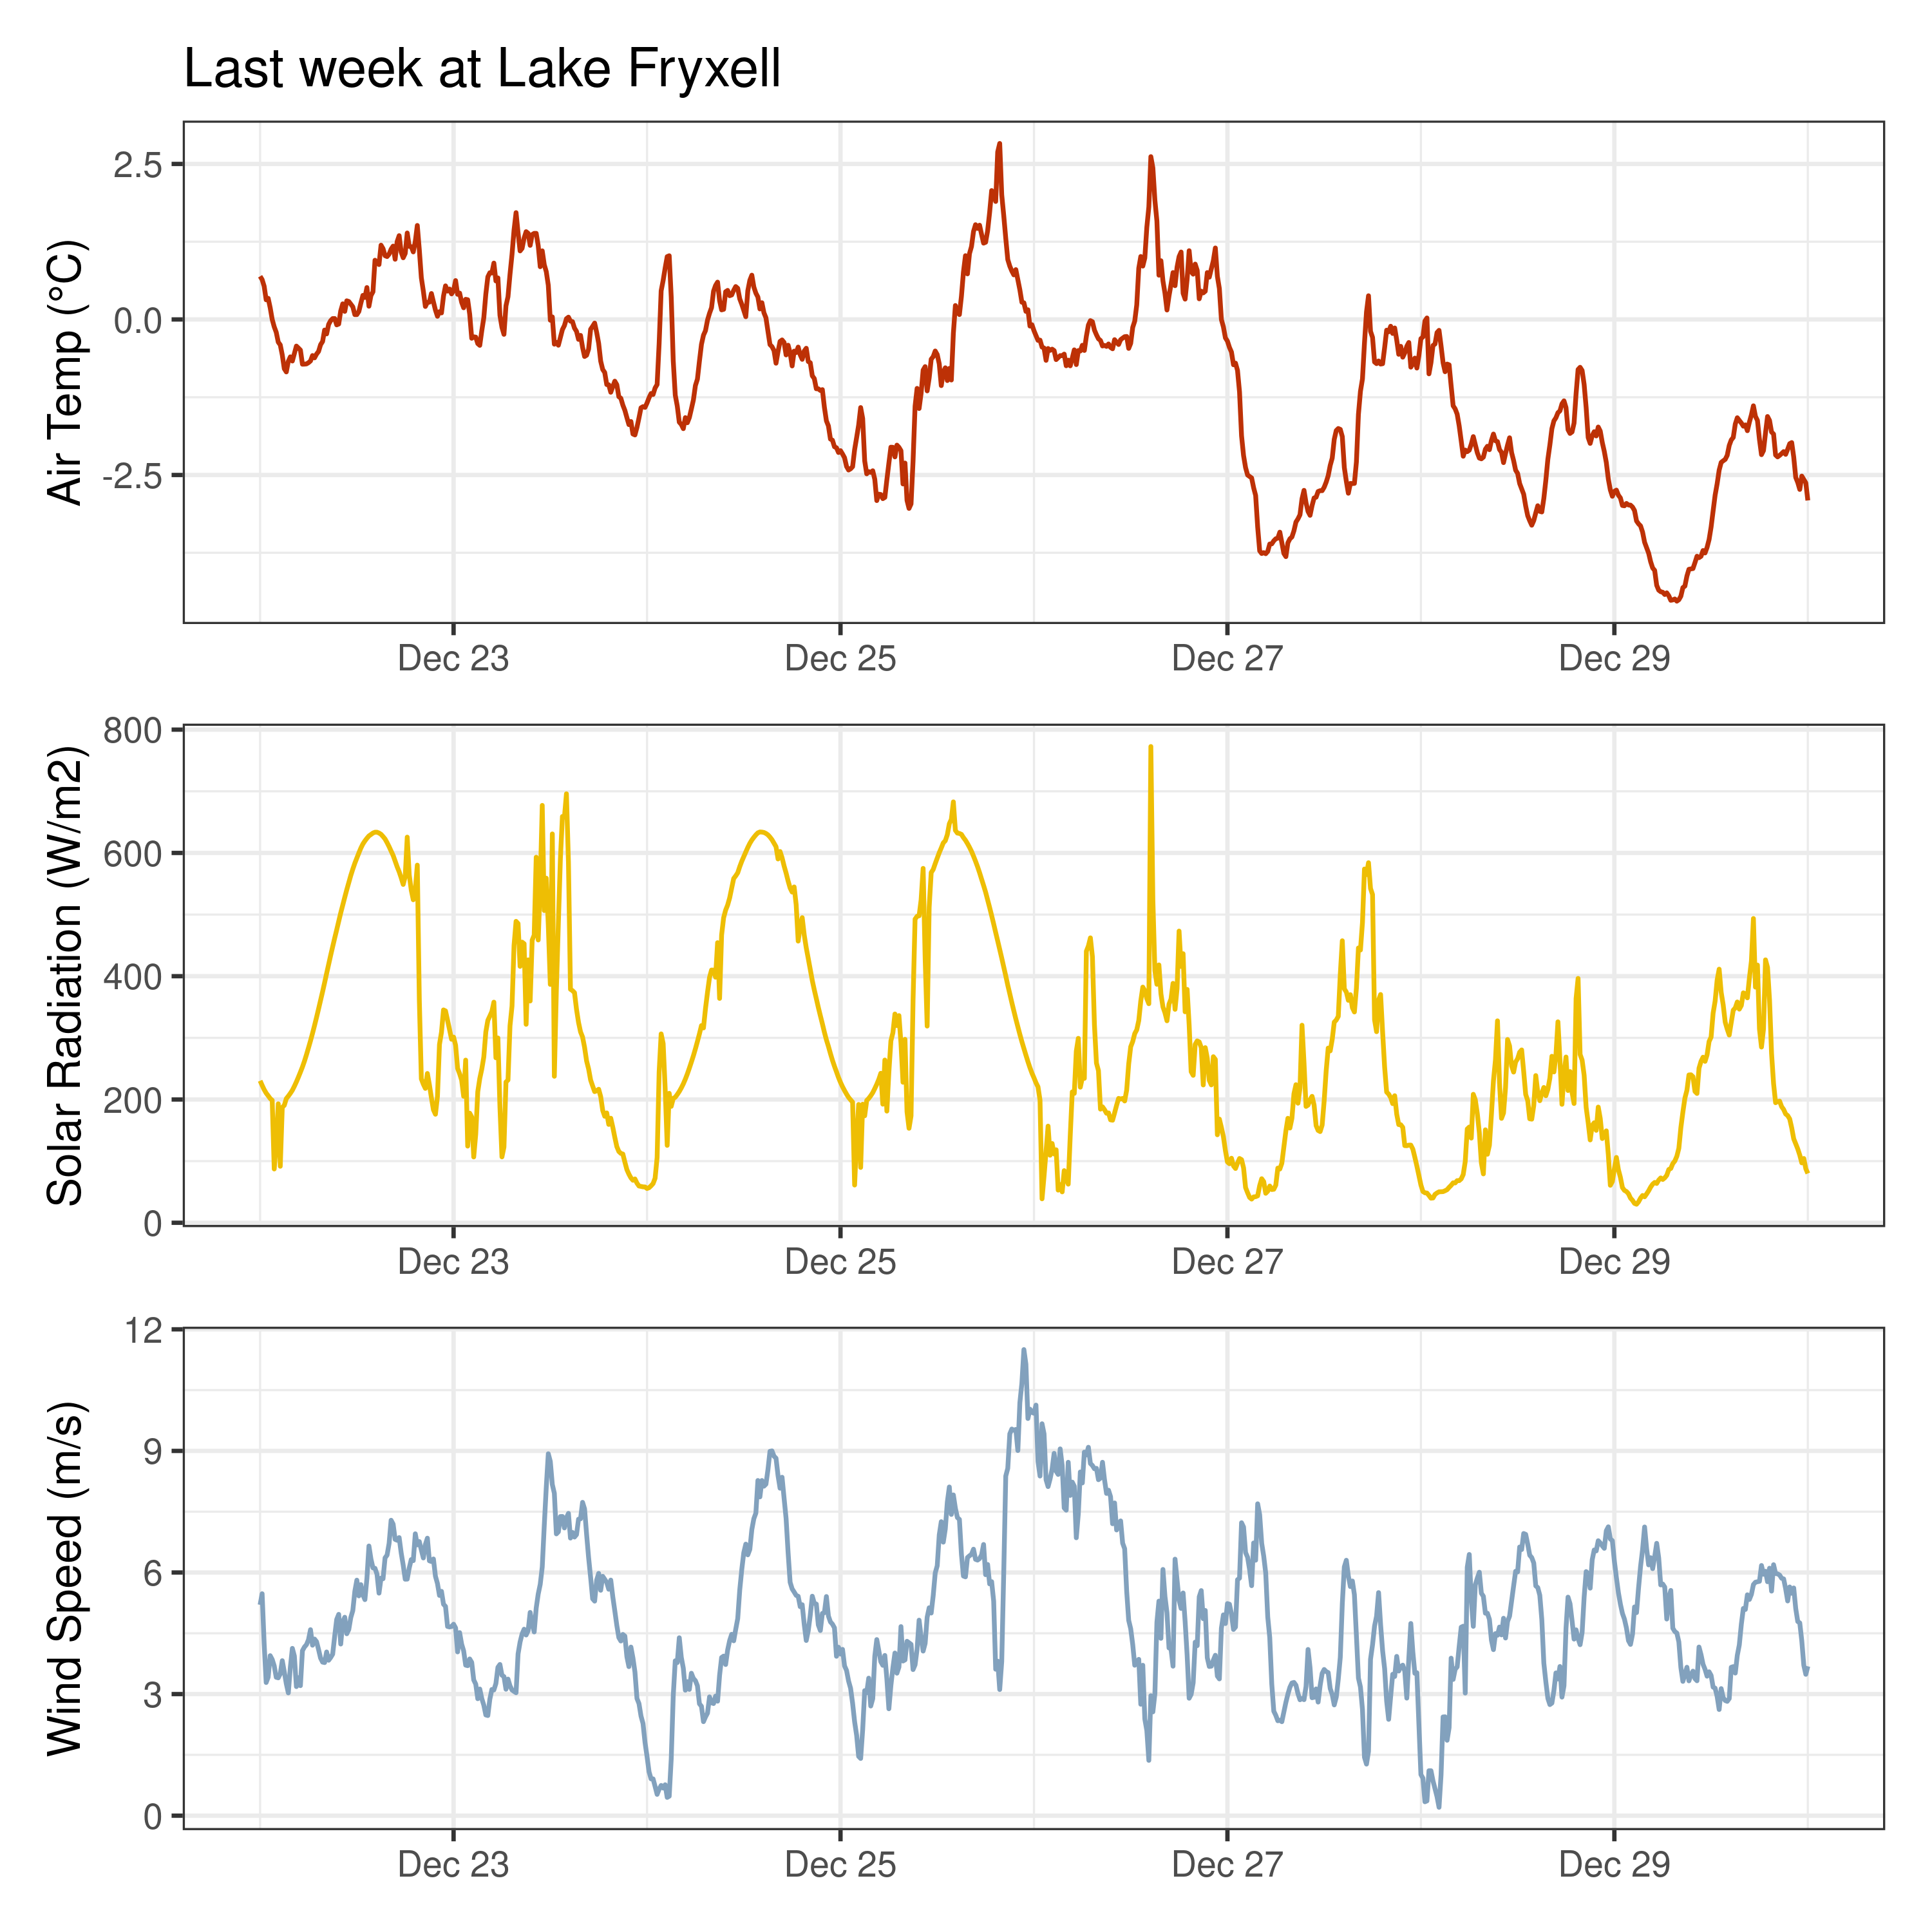 Last week at Lake Fryxell
Air Temp (°C)
2.5
0.0
-2.5
Dec 23 Dec 25 Dec 27 Dec 29
Solar Radiation (W/m2)
800
600
400
200
0
Dec 23 Dec 25 Dec 27 Dec 29
Wind Speed (m/s)
12
9
6
3
0
Dec 23 Dec 25 Dec 27 Dec 29